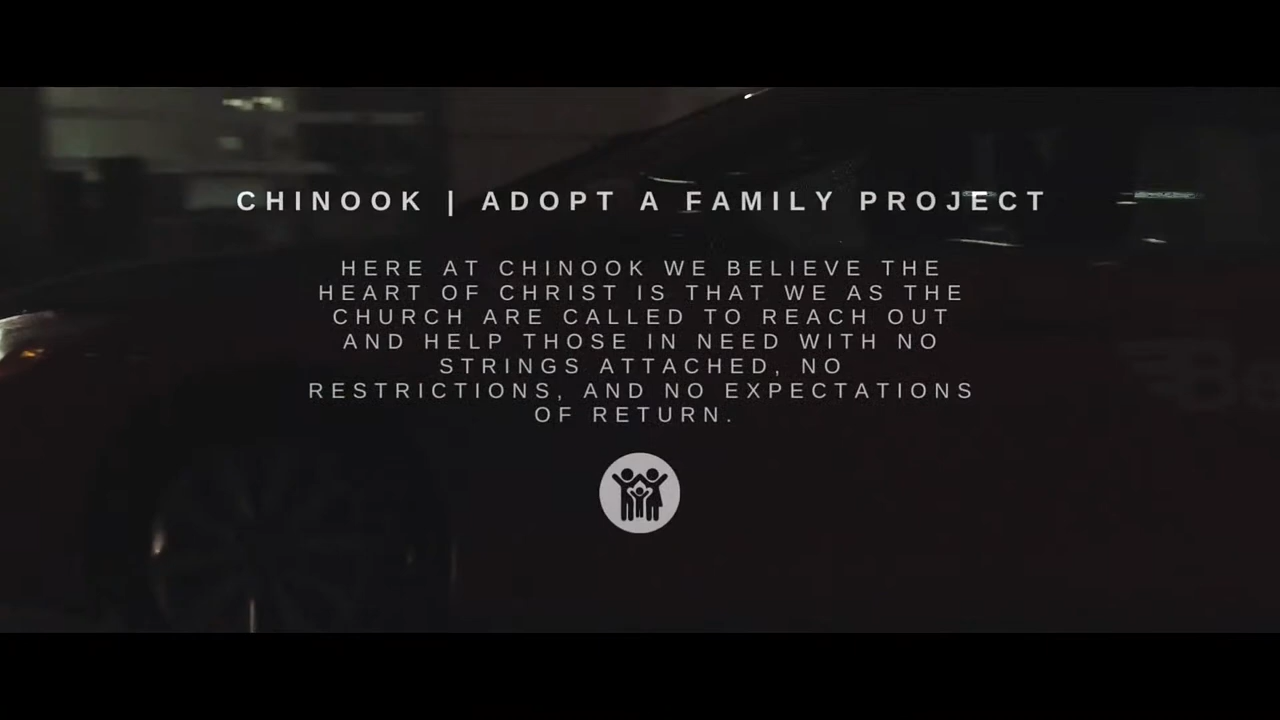 CHINOOK | ADOPT A FAMILY PROJECT
HERE AT CHINOOK WE BELIEVE THE
HEART OF CHRIST IS THAT WE AS THE
CHURCH ARE CALLED TO REACH OUT
AND HELP THOSE IN NEED WITH NO
STRINGS ATTACHED, NO
RESTRICTIONS, AND NO EXPECTATIONS
OF RETURN.